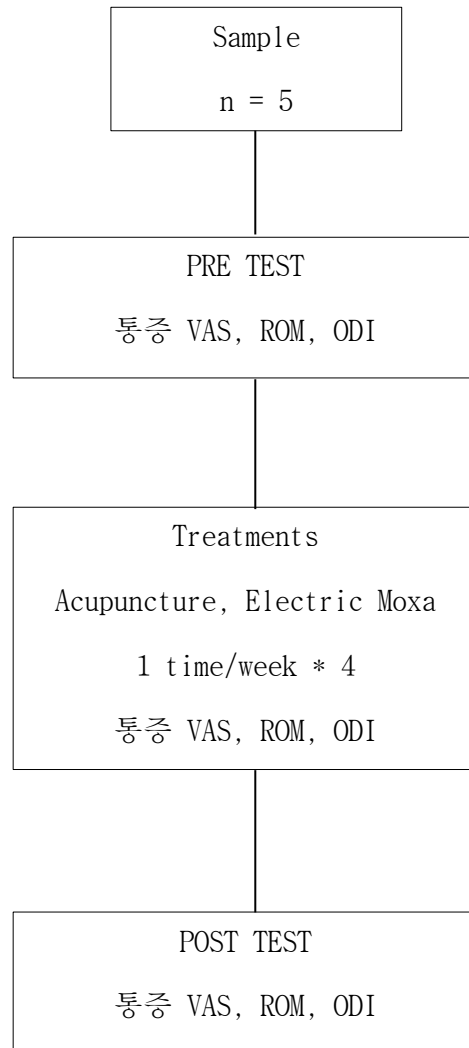 Sample
n = 5
PRE TEST
통증 VAS, ROM, ODI
Treatments
Acupuncture, Electric Moxa
1 time/week * 4
통증 VAS, ROM, ODI
POST TEST
통증 VAS, ROM, ODI